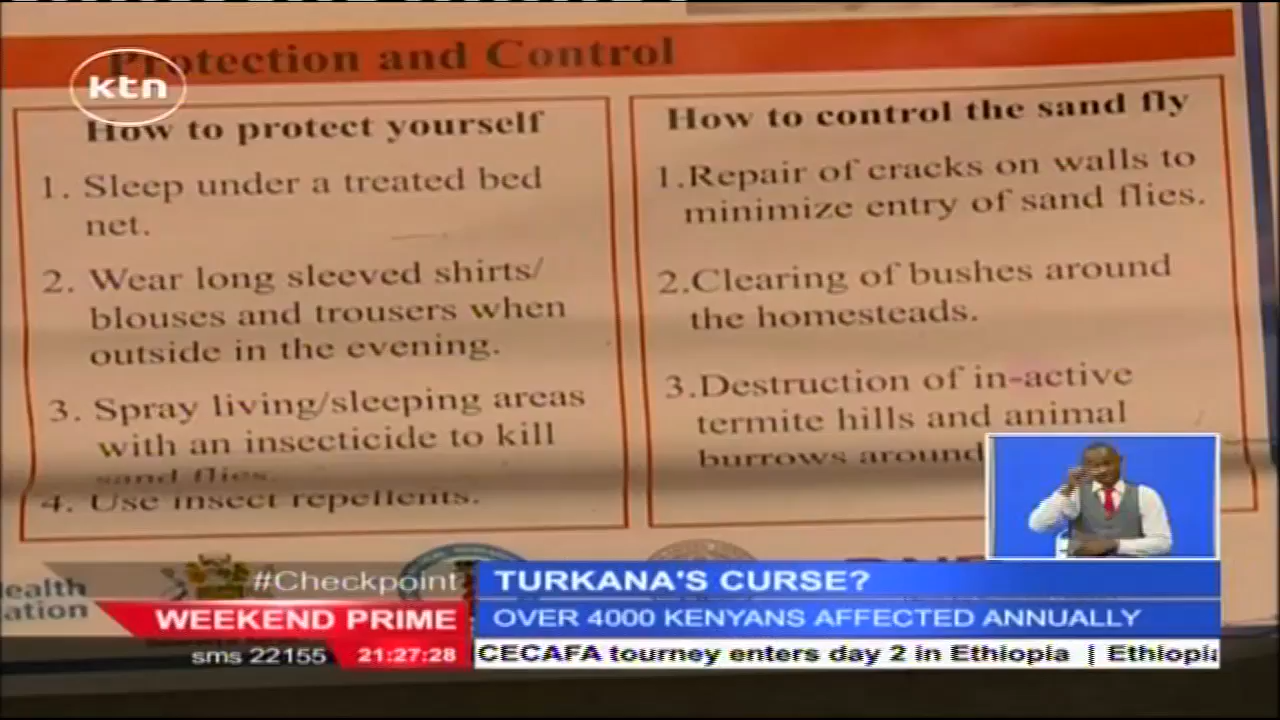 Protection and Control
ktn
How to protect yourself
1. Sleep under a treated bed
net.
2. Wear long sleeved shirts/
blouses and trousers when
outside in the evening.
3. Spray living/sleeping areas
with an insecticide to kill
sand flies.
4. Use insect repellents.
How to control the sand fly
1.Repair of cracks on walls to
minimize entry of sand flies.
2.Clearing of bushes around
the homesteads.
3.Destruction of in-active
termite hills and animal
burrows around
#Checkpoint
TURKANA'S CURSE?
WEEKEND PRIME
OVER 4000 KENYANS AFFECTED ANNUALLY
sms 22155
21:27:28
CECAFA tourney enters day 2 in Ethiopia | Ethiopia